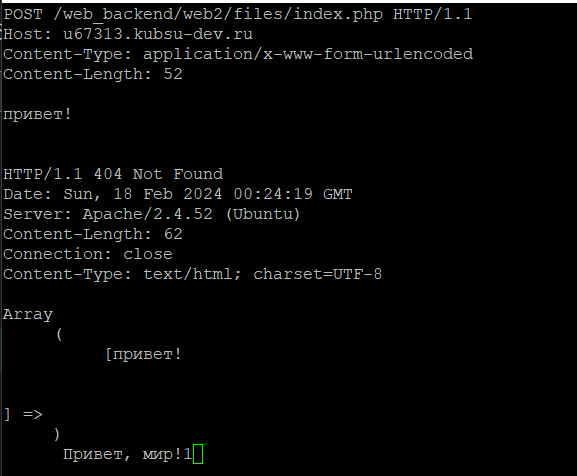 POST /web_backend/web2/files/index.php HTTP/1.1
Host: u67313.kubsu-dev.ru
Content-Type: application/x-www-form-urlencoded
Content-Length: 52
привет!
HTTP/1.1 404 Not Found
Date: Sun, 18 Feb 2024 00:24:19 GMT
Server: Apache/2.4.52 (Ubuntu)
Content-Length: 62
Connection: close
Content-Type: text/html; charset=UTF-8
Array
(
[привет!
] =>
)
Привет, мир!1